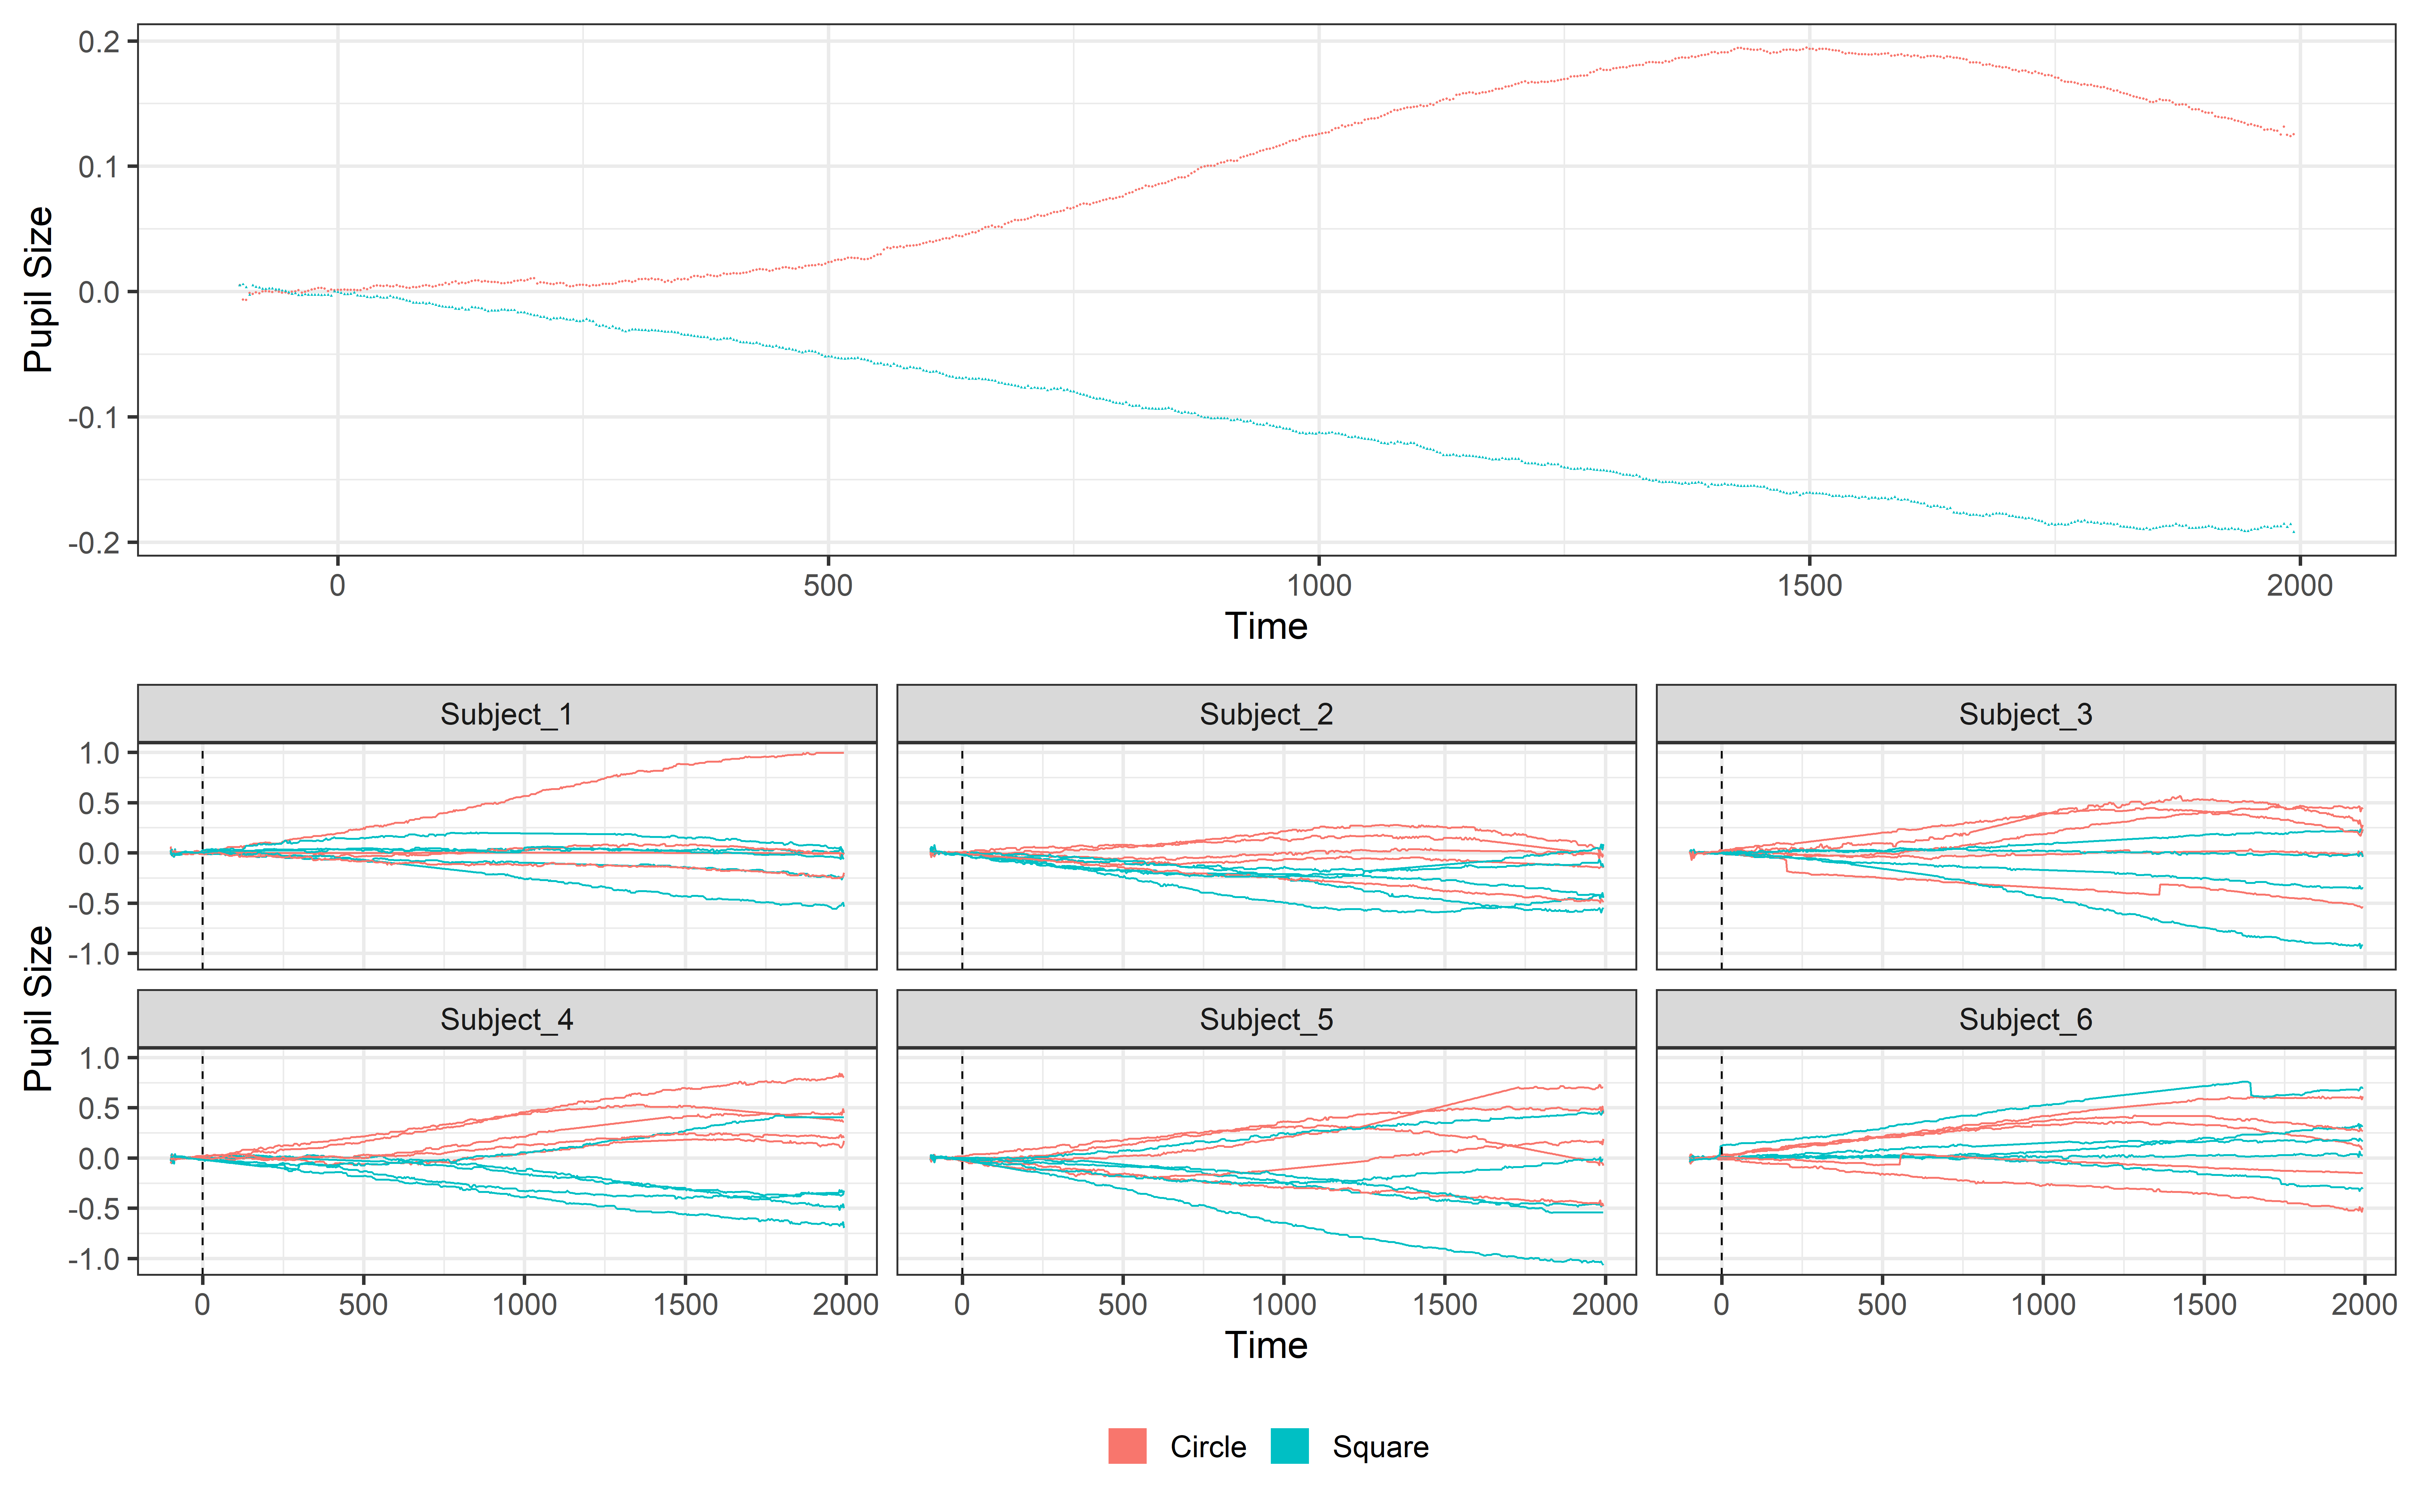 0.2
0.1
0.0
-0.1
-0.2
Pupil Size
0 500 1000 1500 2000
Time
Subject_1 Subject_2 Subject_3
1.0
0.5
0.0
-0.5
-1.0
Pupil Size
Subject_4 Subject_5 Subject_6
1.0
0.5
0.0
-0.5
-1.0
0 500 1000 1500 2000 0 500 1000 1500 2000 0 500 1000 1500 2000
Time
Circle Square